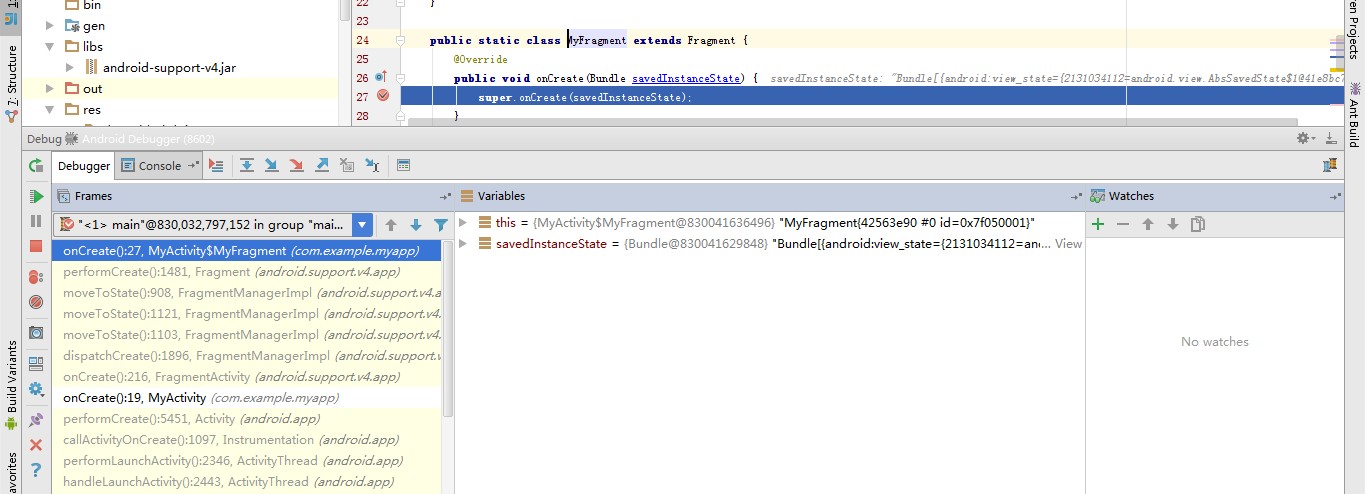 bin
gen
libs
android-support-v4.jar
out
res
1:
7: Structure
Build Variants
avorites
22
}
23
24 public static class MyFragment extends Fragment {
25 @Override
26 public void onCreate(Bundle savedInstanceState) { savedInstanceState: "Bundle[{android:view_state={2131034112=android.view.AbsSavedState$1@41e8bc
27 super.onCreate(savedInstanceState);
28 }
ren Projects
Ant Build
Debug Android Debugger (8602)
Debugger Console
Frames
"<1> main"@830,032,797,152 in group "mai...
onCreate():27, MyActivity$MyFragment (com.example.myapp)
performCreate():1481, Fragment (android.support.v4.app)
moveToState():908, FragmentManagerImpl (android.support.v4.a
moveToState():1121, FragmentManagerImpl (android.support.v4.
moveToState():1103, FragmentManagerImpl (android.support.v4.
dispatchCreate():1896, FragmentManagerImpl (android.support.v4.
onCreate():216, FragmentActivity (android.support.v4.app)
onCreate():19, MyActivity (com.example.myapp)
performCreate():5451, Activity (android.app)
callActivityOnCreate():1097, Instrumentation (android.app)
performLaunchActivity():2346, ActivityThread (android.app)
handleLaunchActivity():2443, ActivityThread (android.app)
Variables
this = {MyActivity$MyFragment@830041636496} "MyFragment{42563e90 #0 id=0x7f050001}"
savedInstanceState = {Bundle@830041629848} "Bundle[{android:view_state={2131034112=an... View
Watches
No watches